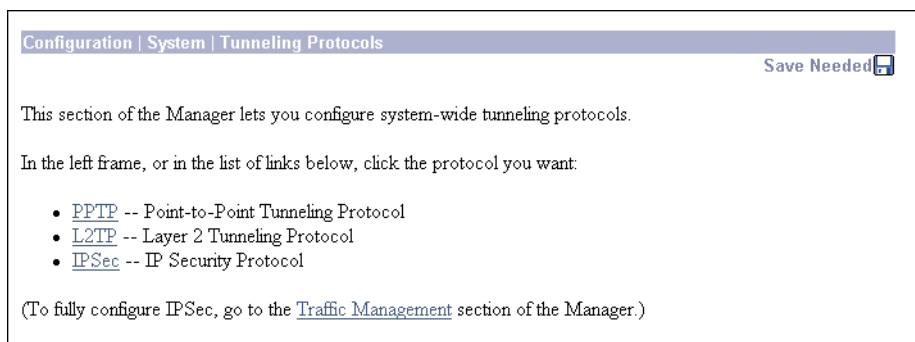 Configuration | System | Tunneling Protocols
Save Needed
This section of the Manager lets you configure system-wide tunneling protocols.
In the left frame, or in the list of links below, click the protocol you want:
• PPTP -- Point-to-Point Tunneling Protocol
• L2TP -- Layer 2 Tunneling Protocol
• IPSec -- IP Security Protocol
(To fully configure IPSec, go to the Traffic Management section of the Manager.)